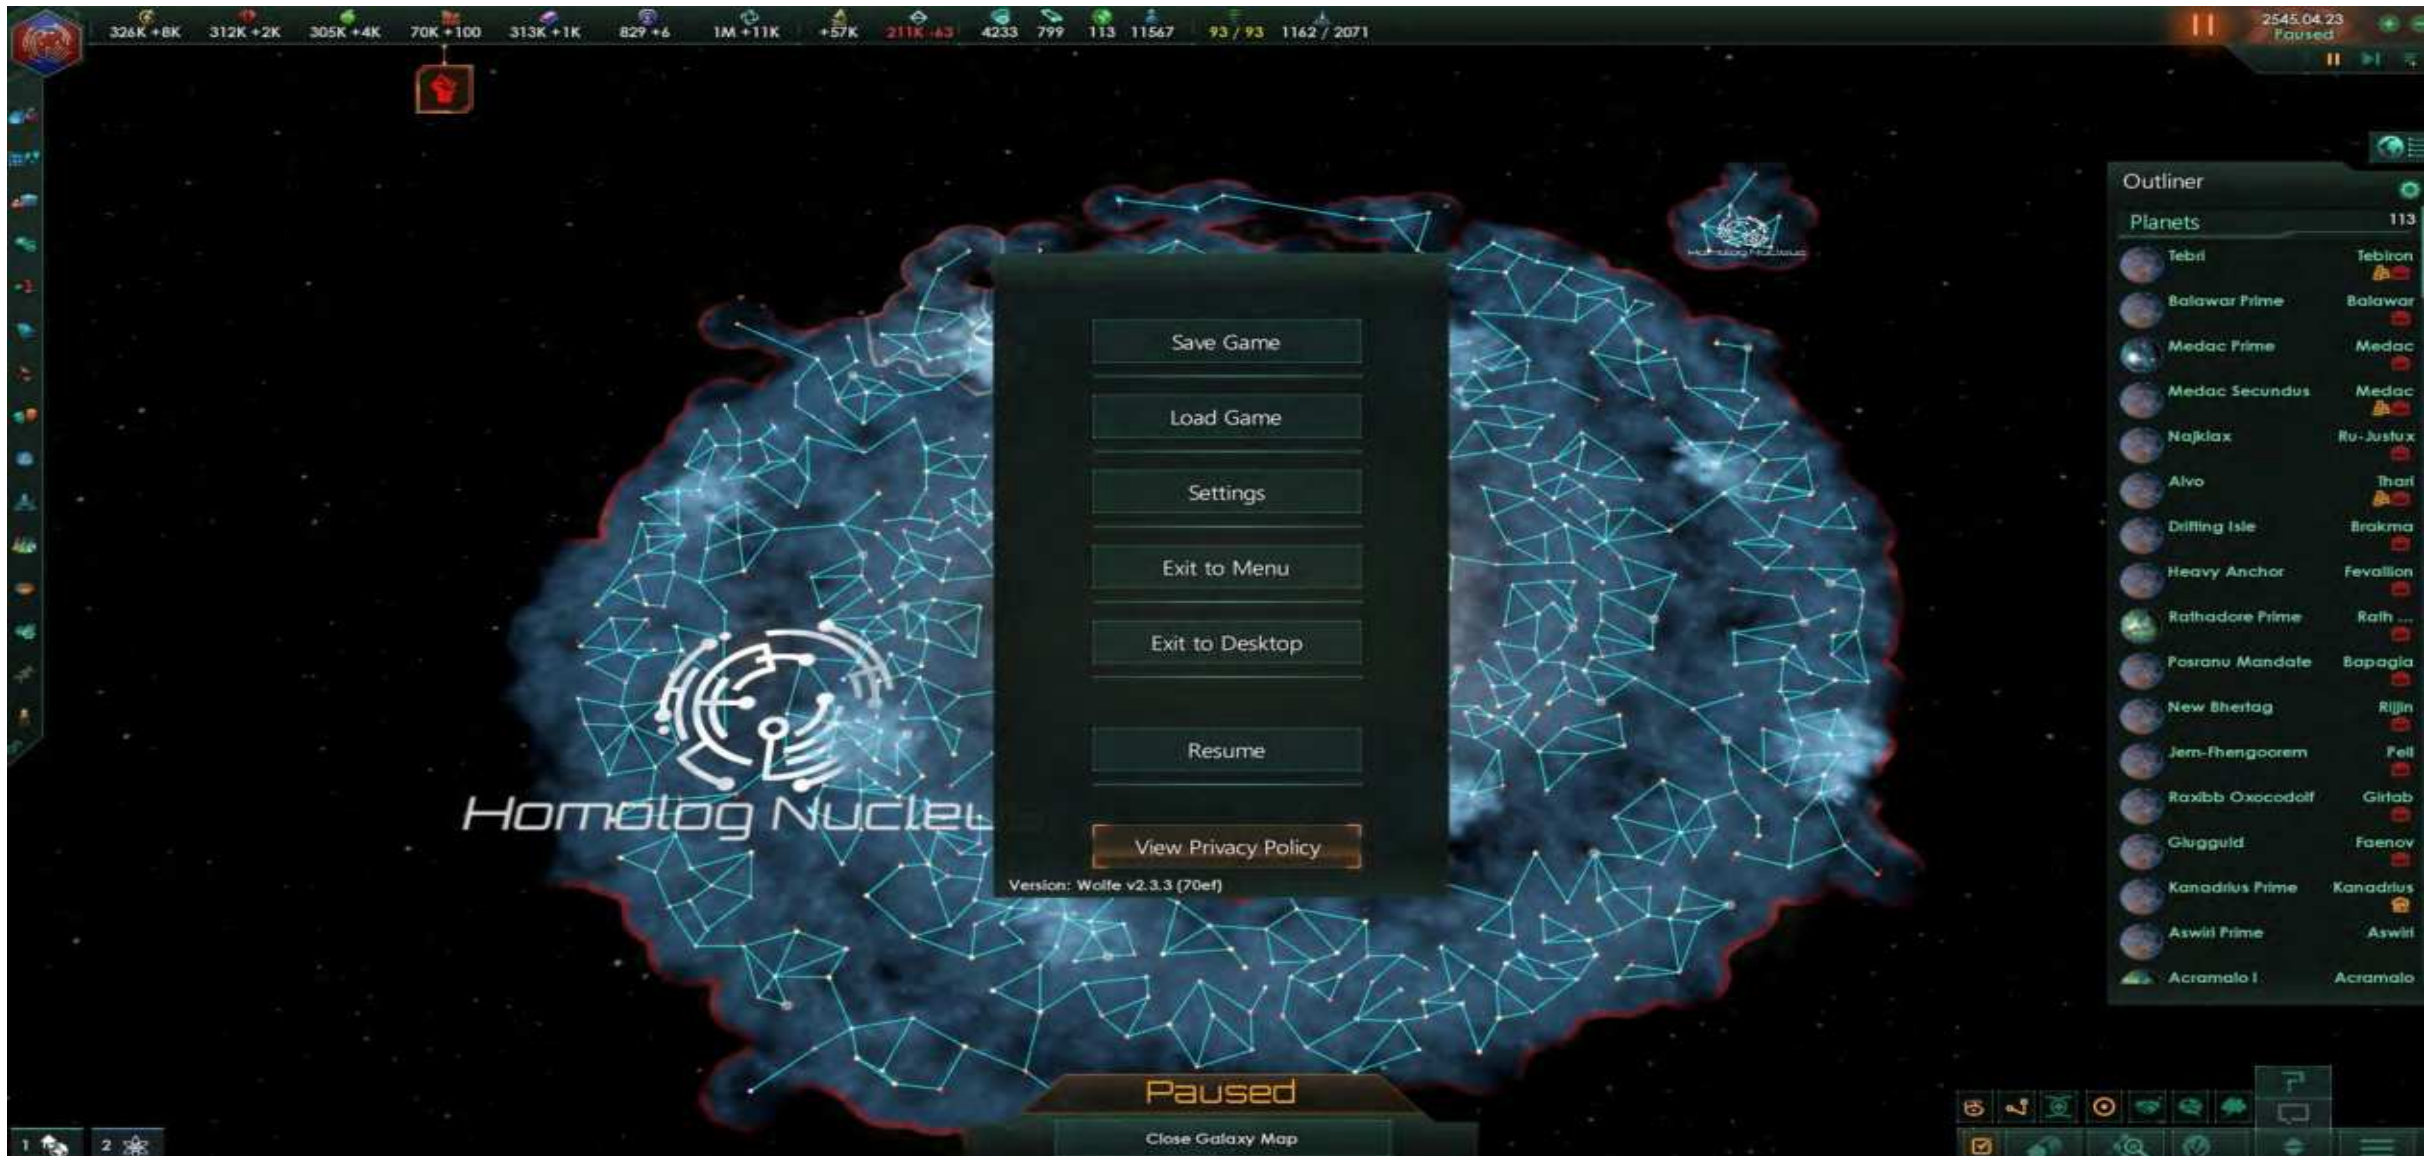 326K +8K 312K +2K 305K +4K 70K +100 313K +1K 829 +6 1M +11K +57K 211K -63 4233 799 113 11567 93 / 93 1162 / 2071
2545.04.23
Paused
Outliner
Planets 113
Tebri Tebiron
Balawar Prime Balawar
Medac Prime Medac
Medac Secundus Medac
Najklax Ru-Justux
Alvo Thari
Drifting Isle Brakma
Heavy Anchor Fevallion
Rathadore Prime Rath ...
Posranu Mandate Bapagia
New Bhertag Rijjin
Jem-Fhengoorem Pell
Raxibb Oxocodolf Girtab
Glugguld Faenov
Kanadrius Prime Kanadrius
Aswiri Prime Aswiri
Acramalo I Acramalo
Homolog Nucleus
Save Game
Load Game
Settings
Exit to Menu
Exit to Desktop
Resume
View Privacy Policy
Version: Wolfe v2.3.3 (70ef)
Homolog Nucleu
Paused
Close Galaxy Map
1 2